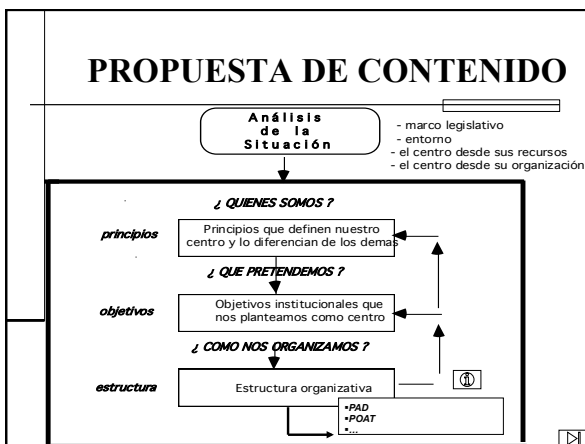 PROPUESTA DE CONTENIDO
Análisis
de la
Situación
- marco legislativo
- entorno
- el centro desde sus recursos
- el centro desde su organización
¿ QUIENES SOMOS ?
principios
Principios que definen nuestro
centro y lo diferencian de los demas
¿ QUE PRETENDEMOS ?
objetivos
Objetivos institucionales que
nos planteamos como centro
¿ COMO NOS ORGANIZAMOS ?
estructura
Estructura organizativa
▪PAD
▪POAT
▪...